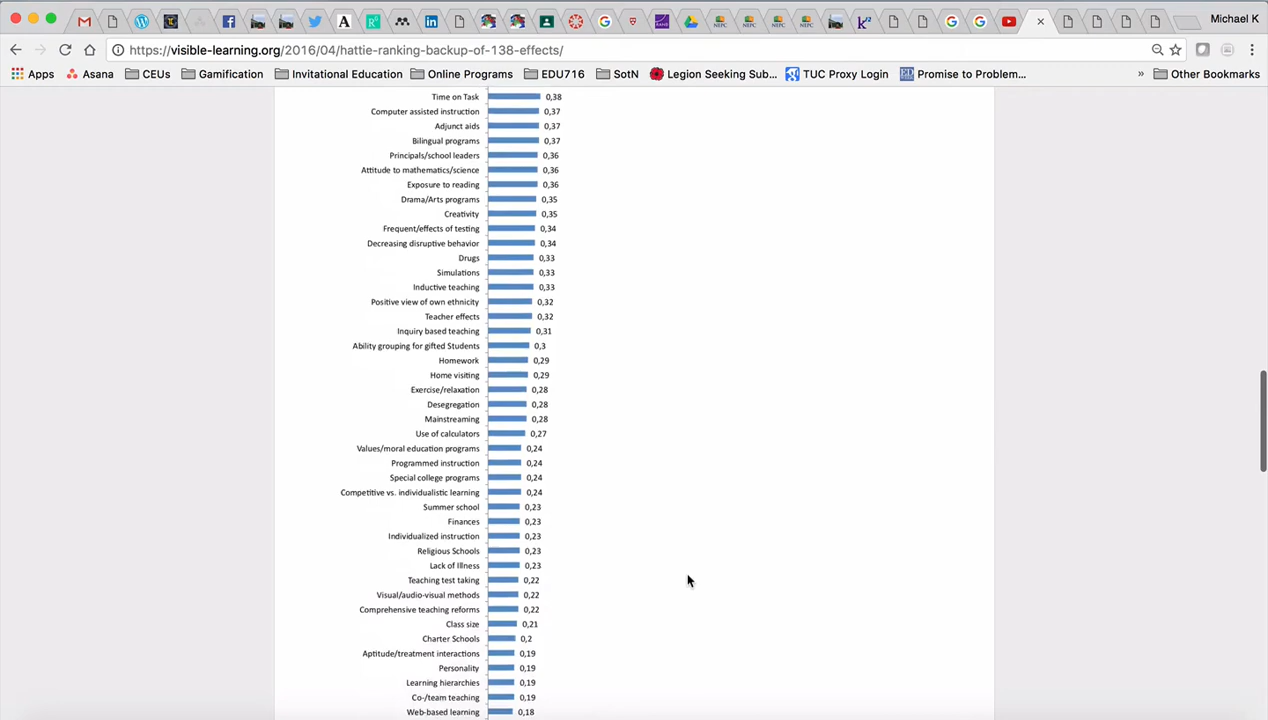 Michael K
https://visible-learning.org/2016/04/hattie-ranking-backup-of-138-effects/
Apps Asana CEUs Gamification Invitational Education Online Programs EDU716 SotN Legion Seeking Sub... TUC Proxy Login Promise to Problem... » Other Bookmarks
Time on Task 0,38
Computer assisted instruction 0,37
Adjunct aids 0,37
Bilingual programs 0,37
Principals/school leaders 0,36
Attitude to mathematics/science 0,36
Exposure to reading 0,36
Drama/Arts programs 0,35
Creativity 0,35
Frequent/effects of testing 0,34
Decreasing disruptive behavior 0,34
Drugs 0,33
Simulations 0,33
Inductive teaching 0,33
Positive view of own ethnicity 0,32
Teacher effects 0,32
Inquiry based teaching 0,31
Ability grouping for gifted Students 0,3
Homework 0,29
Home visiting 0,29
Exercise/relaxation 0,28
Desegregation 0,28
Mainstreaming 0,28
Use of calculators 0,27
Values/moral education programs 0,24
Programmed instruction 0,24
Special college programs 0,24
Competitive vs. individualistic learning 0,24
Summer school 0,23
Finances 0,23
Individualized instruction 0,23
Religious Schools 0,23
Lack of Illness 0,23
Teaching test taking 0,22
Visual/audio-visual methods 0,22
Comprehensive teaching reforms 0,22
Class size 0,21
Charter Schools 0,2
Aptitude/treatment interactions 0,19
Personality 0,19
Learning hierarchies 0,19
Co-/team teaching 0,19
Web-based learning 0,18